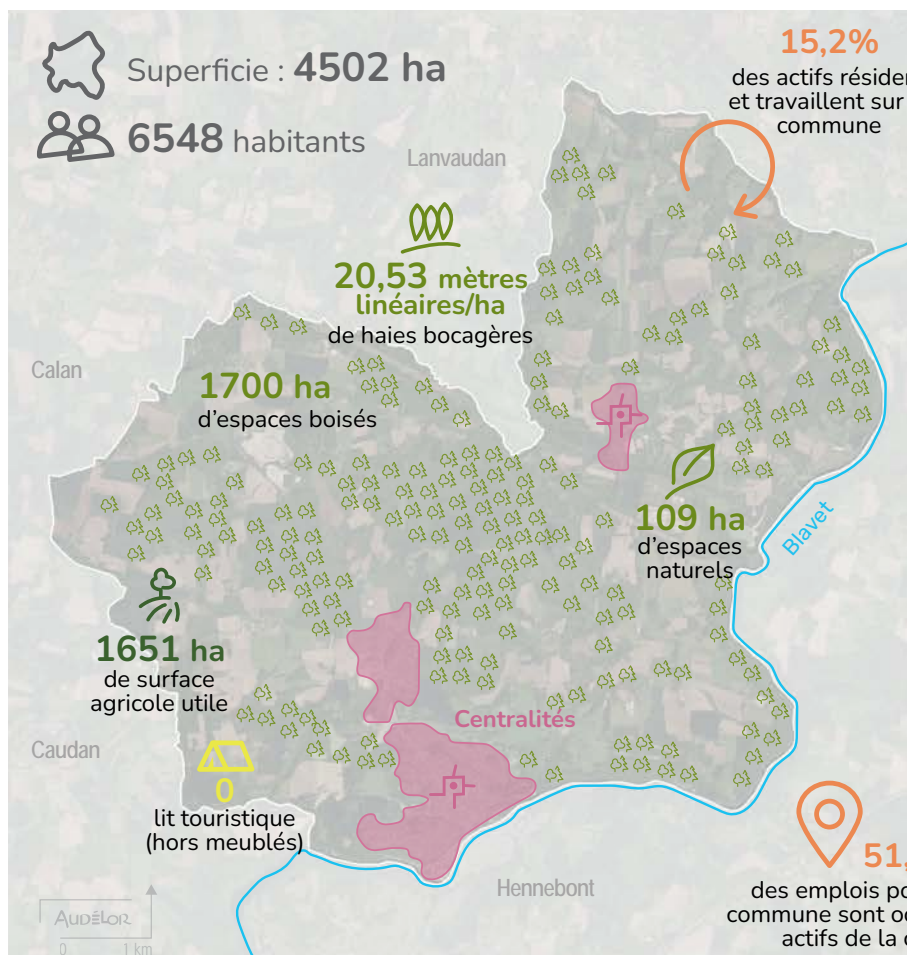 Superficie : 4502 ha
6548 habitants
15,2%
des actifs
et travaillent sur
commune
Lanvaudan
20,53 mètres
linéaires/ha
de haies bocagères
Calan
1700 ha
d'espaces boisés
109 ha
d'espaces
naturels
Blavet
1651 ha
de surface
agricole utile
Centralités
Caudan
0
lit touristique
(hors meublés)
51,
des emplois
commune sont
actifs de la
Hennebont
AUDÉLOR
0 1 km